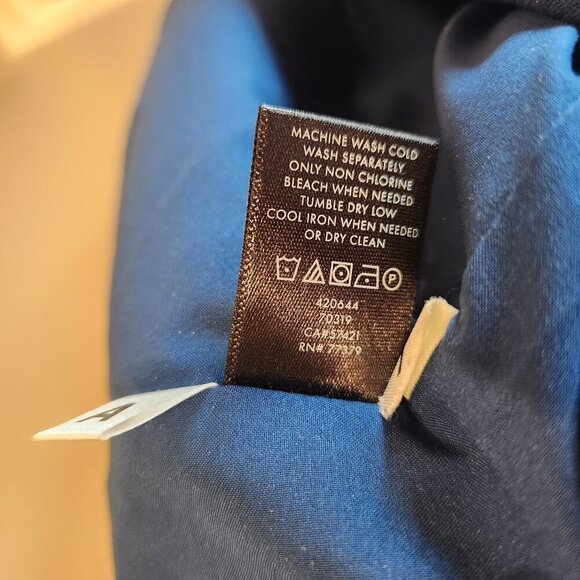 MACHINE WASH COLD
WASH SEPARATELY
ONLY NON CHLORINE
BLEACH WHEN NEEDED
TUMBLE DRY LOW
COOL IRON WHEN NEEDED
OR DRY CLEAN
P
420644
70319
CA#57421
RN# 77379
A